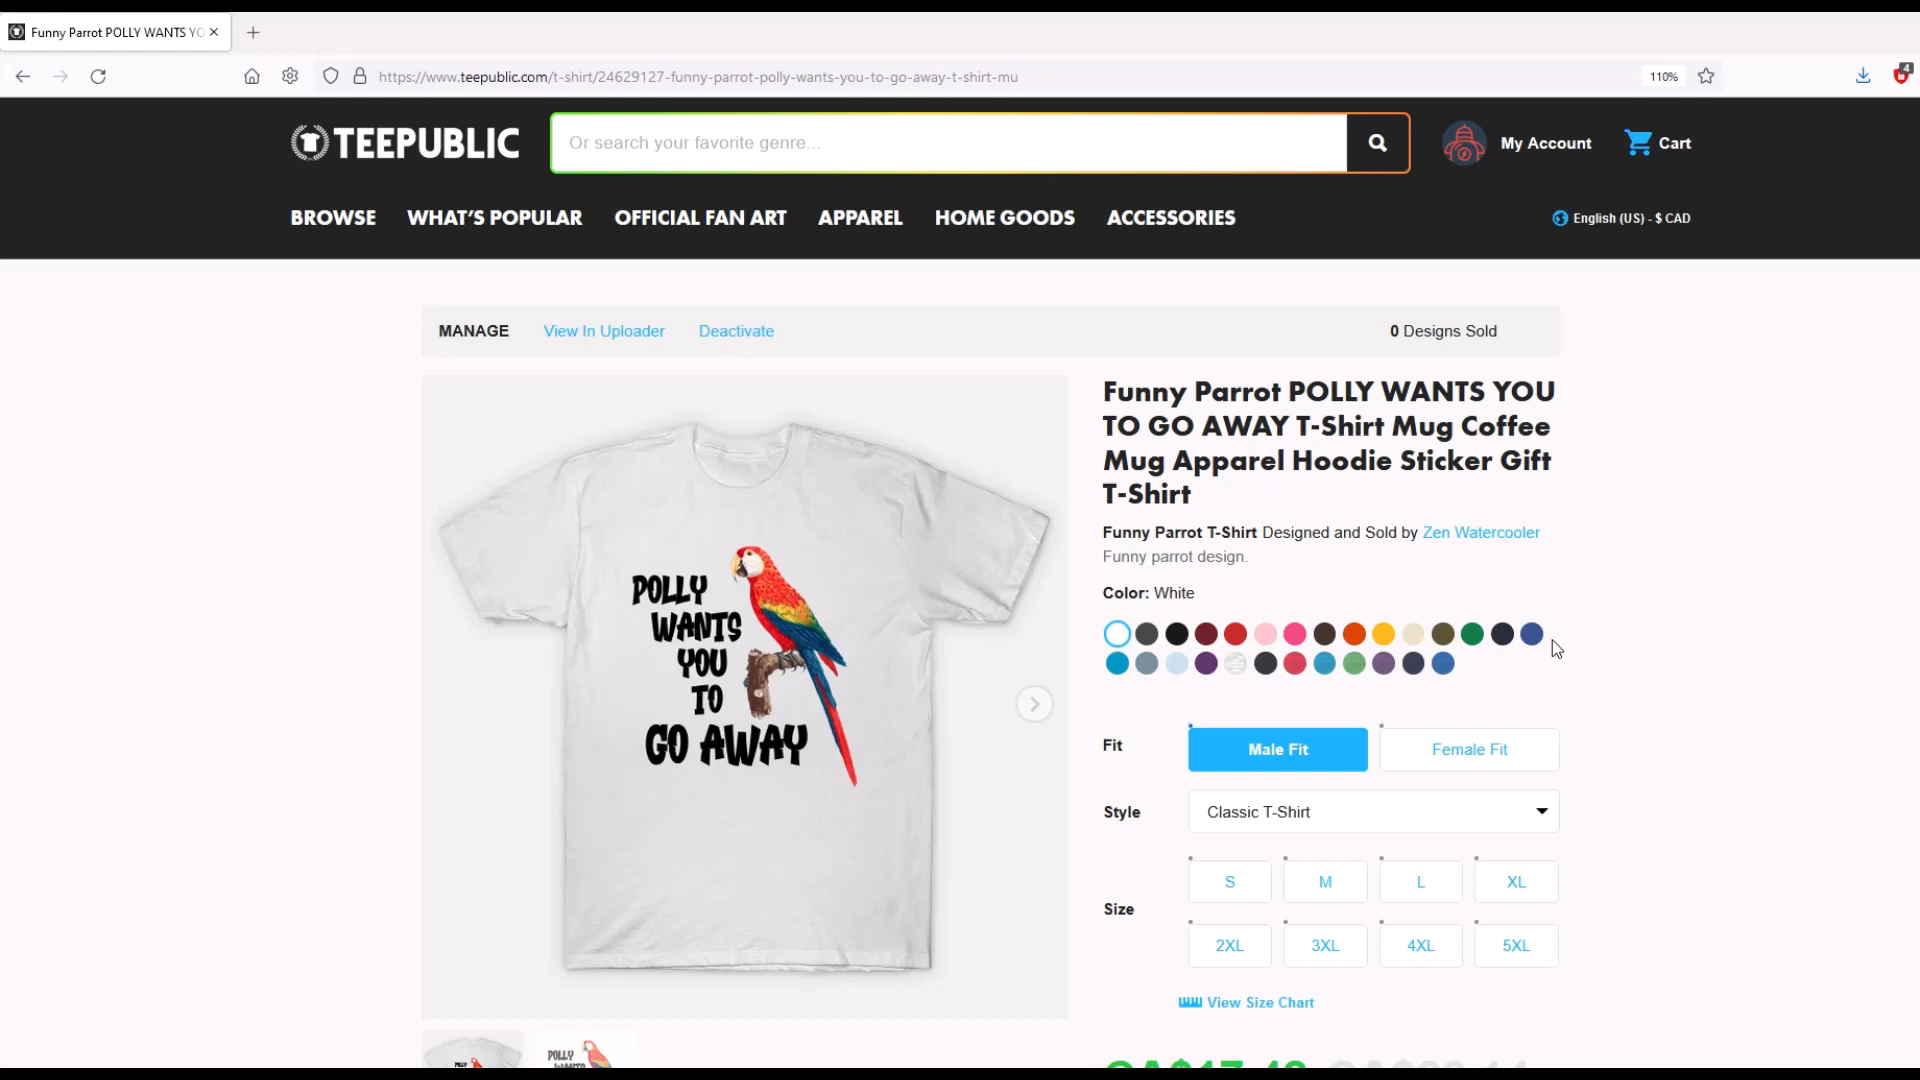 Funny Parrot POLLY WANTS YO
https://www.teepublic.com/t-shirt/24629127-funny-parrot-polly-wants-you-to-go-away-t-shirt-mu
110%
4
TEEPUBLIC
Or search your favorite genre...
My Account
Cart
BROWSE
WHAT'S POPULAR
OFFICIAL FAN ART
APPAREL
HOME GOODS
ACCESSORIES
English (US) - $ CAD
MANAGE
View In Uploader
Deactivate
0 Designs Sold
POLLY
WANTS
YOU
TO
GO AWAY
Funny Parrot POLLY WANTS YOU
TO GO AWAY T-Shirt Mug Coffee
Mug Apparel Hoodie Sticker Gift
T-Shirt
Funny Parrot T-Shirt Designed and Sold by Zen Watercooler
Funny parrot design.
Color: White
Fit
Male Fit
Female Fit
Style
Classic T-Shirt
Size
S
M
L
XL
2XL
3XL
4XL
5XL
View Size Chart
POLLY